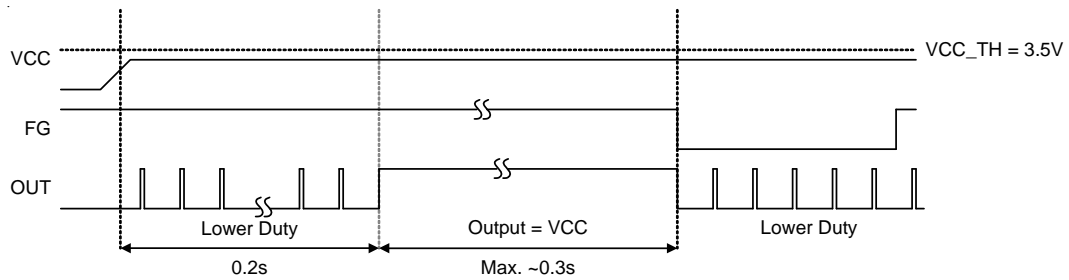 VCC
VCC_TH = 3.5V
FG
OUT
Lower Duty
Output = VCC
Lower Duty
0.2s
Max. ~0.3s